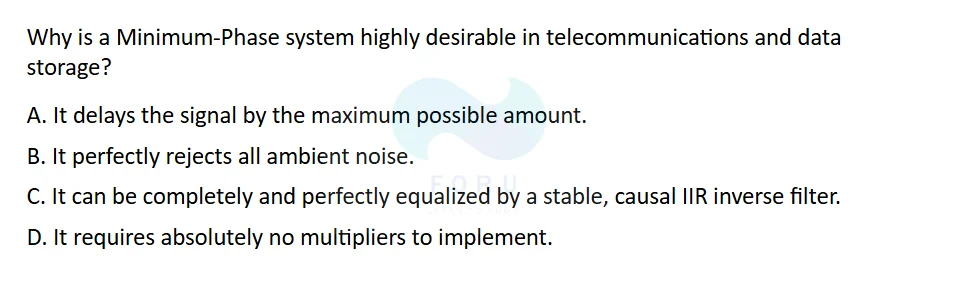 Why is a Minimum-Phase system highly desirable in telecommunications and data
storage?
A. It delays the signal by the maximum possible amount.
B. It perfectly rejects all ambient noise.
FORU
C. It can be completely and perfectly equalized by a stable, causal IIR inverse filter.
D. It requires absolutely no multipliers to implement.